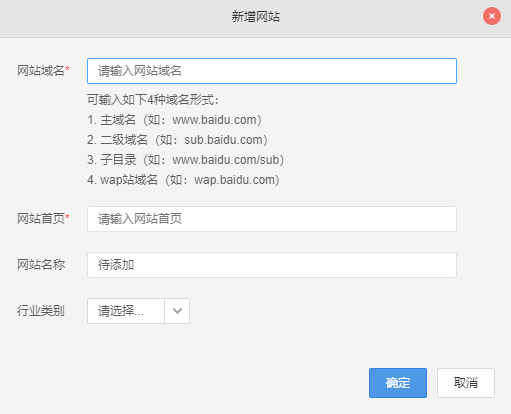 新增网站
网站域名* 请输入网站域名
可输入如下4种域名形式：
1. 主域名（如：www.baidu.com）
2. 二级域名（如：sub.baidu.com）
3. 子目录（如：www.baidu.com/sub）
4. wap站域名（如：wap.baidu.com）
网站首页* 请输入网站首页
网站名称 待添加
行业类别 请选择...
确定 取消